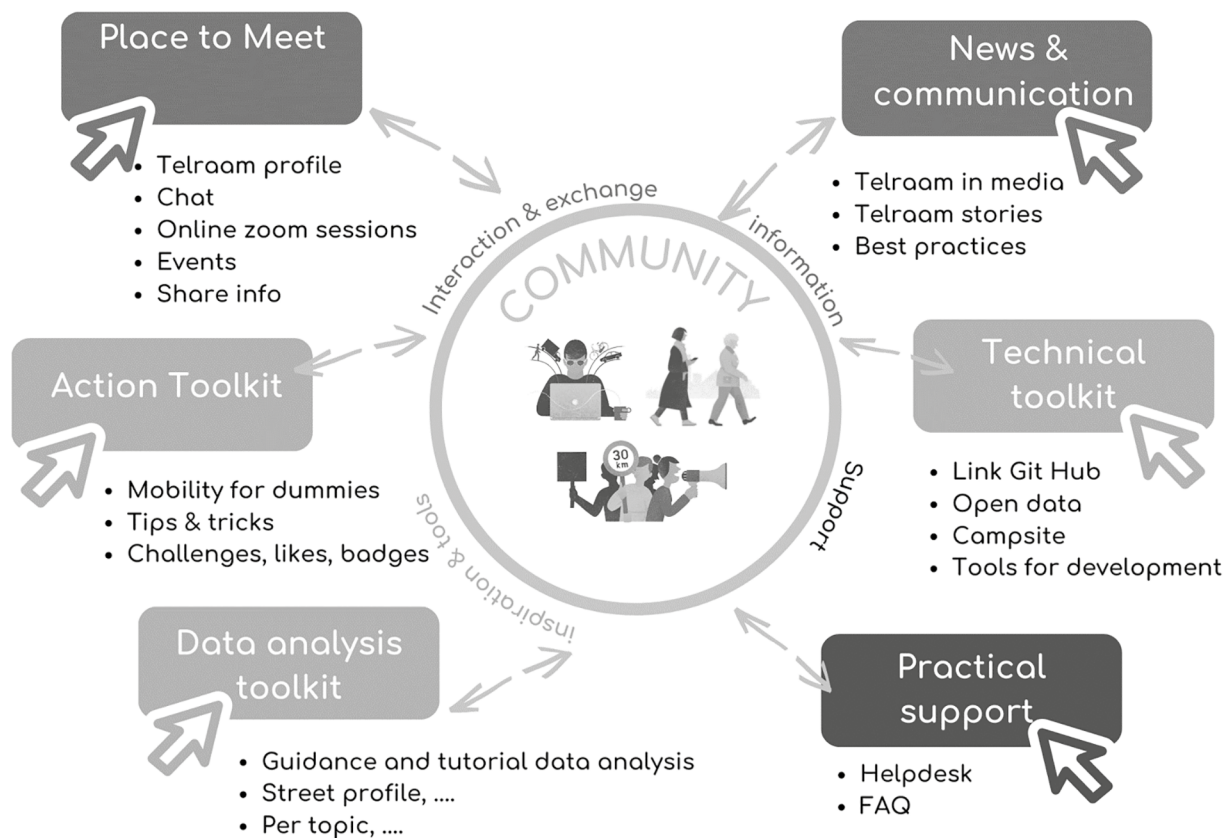 Place to Meet
• Telraam profile
• Chat
• Online zoom sessions
• Events
• Share info
News &
communication
• Telraam in media
• Telraam stories
• Best practices
Interaction & exchange
information
COMMUNITY
Action Toolkit
• Mobility for dummies
• Tips & tricks
• Challenges, likes, badges
Technical
toolkit
• Link Git Hub
• Open data
• Campsite
• Tools for development
30
km
inspiration & tools
Support
Data analysis
toolkit
• Guidance and tutorial data analysis
• Street profile, ....
• Per topic, ....
Practical
support
• Helpdesk
• FAQ